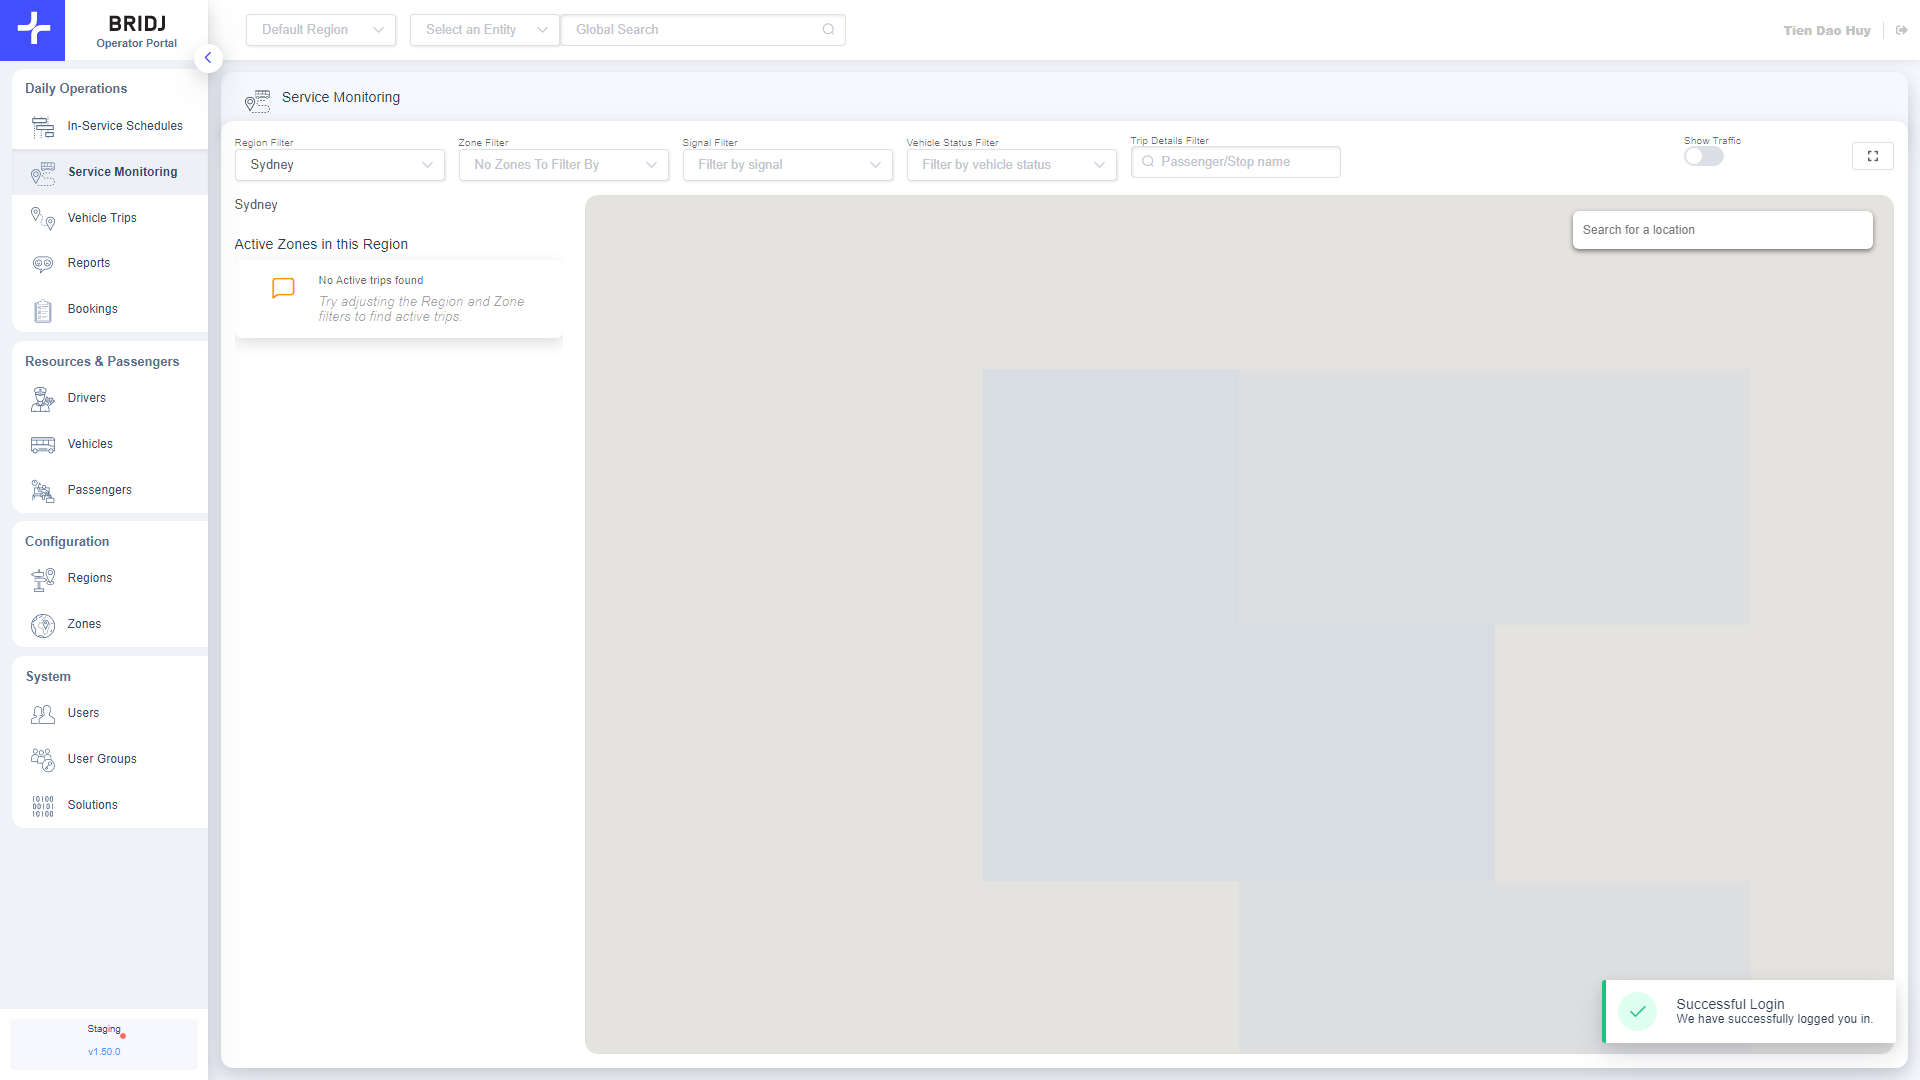 BRIDJ
Operator Portal
Default Region
Select an Entity
Global Search
Tien Dao Huy
Daily Operations
In-Service Schedules
Service Monitoring
Vehicle Trips
Reports
Bookings
Resources & Passengers
Drivers
Vehicles
Passengers
Configuration
Regions
Zones
System
Users
User Groups
Solutions
Staging
v1.50.0
Service Monitoring
Region Filter
Sydney
Zone Filter
No Zones To Filter By
Signal Filter
Filter by signal
Vehicle Status Filter
Filter by vehicle status
Trip Details Filter
Passenger/Stop name
Show Traffic
Sydney
Active Zones in this Region
No Active trips found
Try adjusting the Region and Zone
filters to find active trips.
Search for a location
Successful Login
We have successfully logged you in.